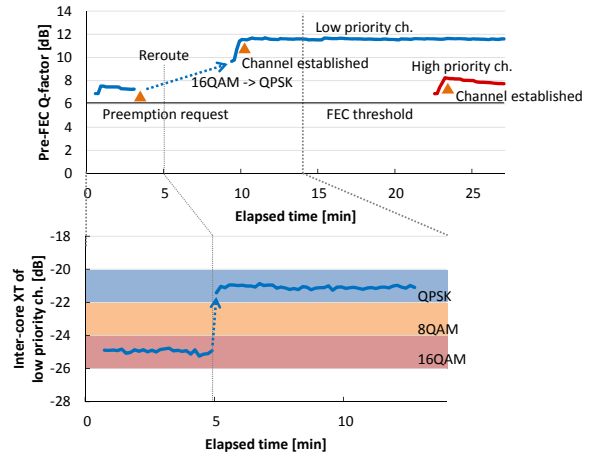 14
12
10
8
6
4
2
0
Pre-FEC Q-factor [dB]
Low priority ch.
Reroute
Channel established
16QAM -> QPSK
High priority ch.
Channel established
Preemption request
FEC threshold
0
5
10
15
20
25
Elapsed time [min]
-18
-20
-22
-24
-26
-28
Inter-core XT of
low priority ch. [dB]
QPSK
8QAM
16QAM
0
5
10
Elapsed time [min]